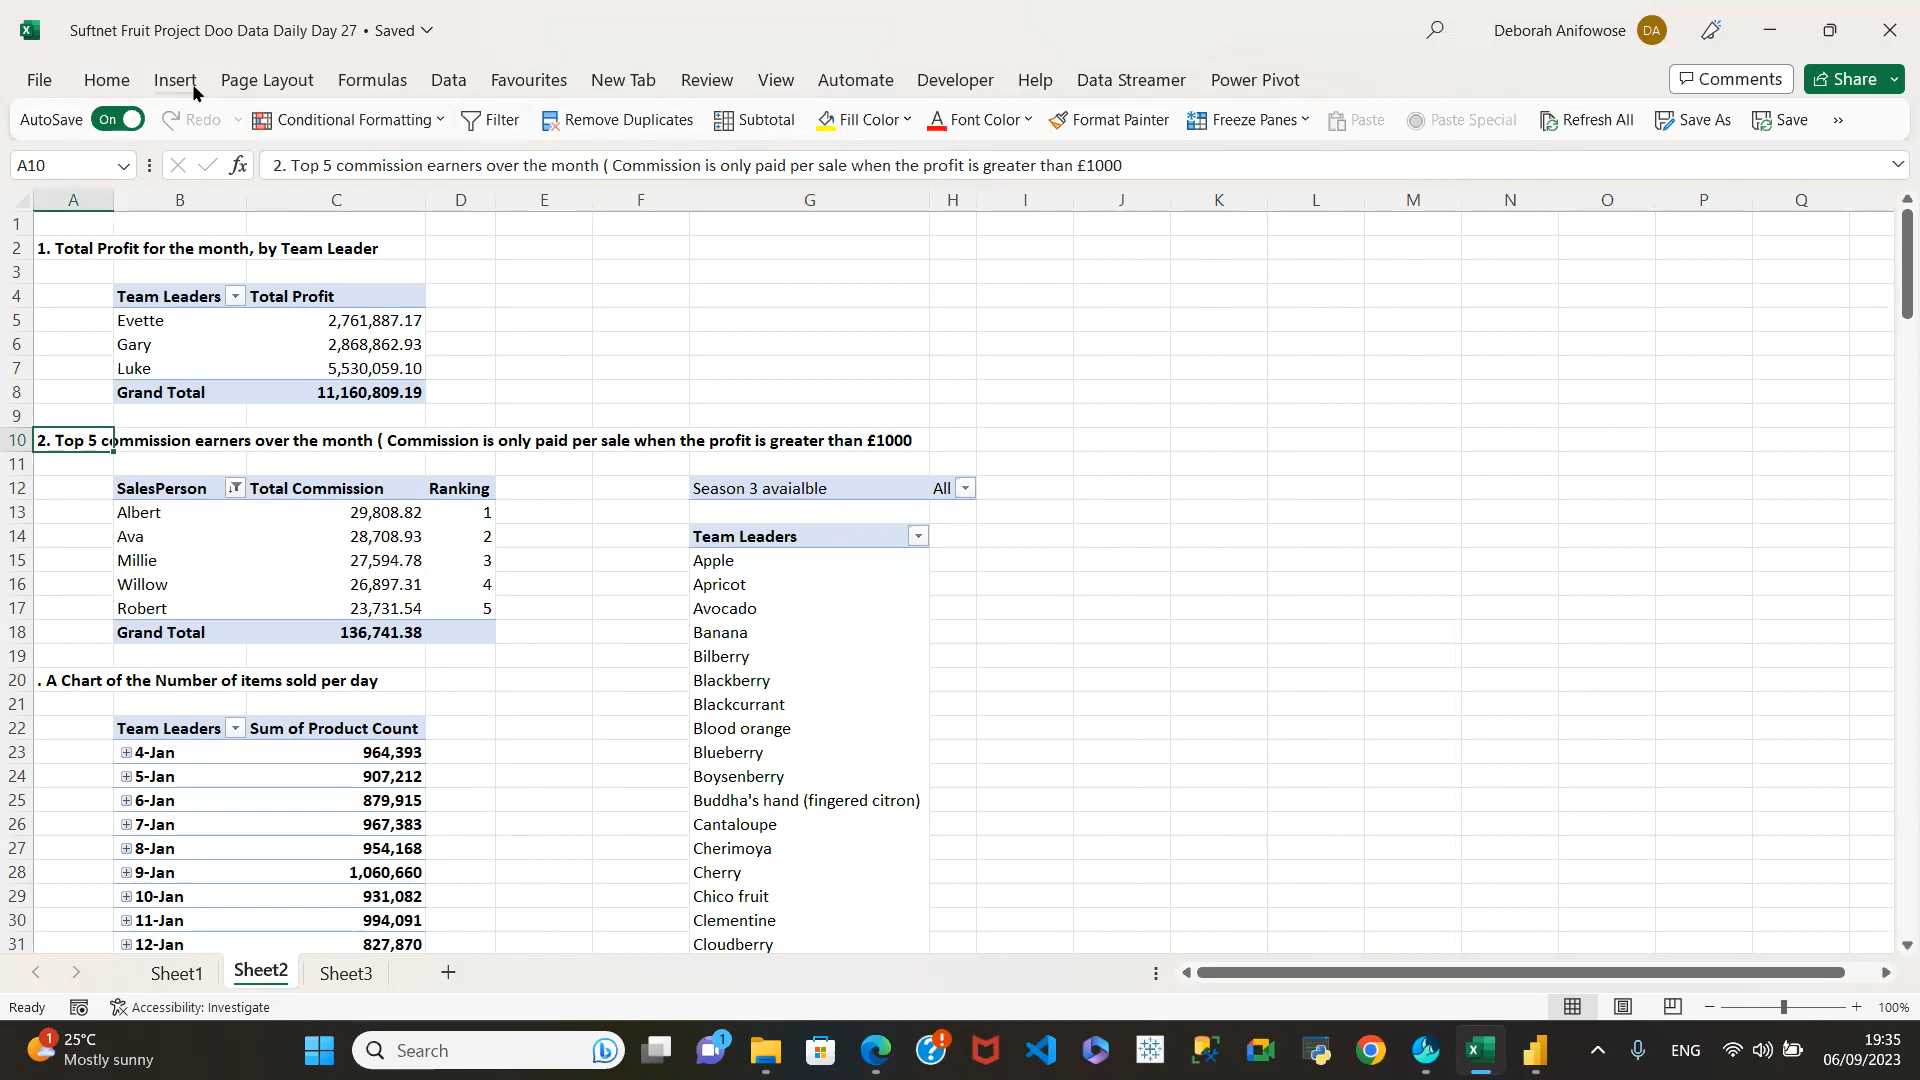 Suftnet Fruit Project Doo Data Daily Day 27 • Saved
Deborah Anifowose DA
File Home Insert Page Layout Formulas Data Favourites New Tab Review View Automate Developer Help Data Streamer Power Pivot Comments Share
AutoSave On Redo Conditional Formatting Filter Remove Duplicates Subtotal Fill Color Font Color Format Painter Freeze Panes Paste Paste Special Refresh All Save As Save
A10 fx 2. Top 5 commission earners over the month ( Commission is only paid per sale when the profit is greater than £1000
A B C D E F G H I J K L M N O P Q
1
2 1. Total Profit for the month, by Team Leader
3
4 Team Leaders Total Profit
5 Evette 2,761,887.17
6 Gary 2,868,862.93
7 Luke 5,530,059.10
8 Grand Total 11,160,809.19
9
10 2. Top 5 commission earners over the month ( Commission is only paid per sale when the profit is greater than £1000
11
12 SalesPerson Total Commission Ranking Season 3 avaialble All
13 Albert 29,808.82 1
14 Ava 28,708.93 2 Team Leaders
15 Millie 27,594.78 3 Apple
16 Willow 26,897.31 4 Apricot
17 Robert 23,731.54 5 Avocado
18 Grand Total 136,741.38 Banana
19 Bilberry
20 . A Chart of the Number of items sold per day Blackberry
21 Blackcurrant
22 Team Leaders Sum of Product Count Blood orange
23 4-Jan 964,393 Blueberry
24 5-Jan 907,212 Boysenberry
25 6-Jan 879,915 Buddha's hand (fingered citron)
26 7-Jan 967,383 Cantaloupe
27 8-Jan 954,168 Cherimoya
28 9-Jan 1,060,660 Cherry
29 10-Jan 931,082 Chico fruit
30 11-Jan 994,091 Clementine
31 12-Jan 827,870 Cloudberry
Sheet1 Sheet2 Sheet3
Ready Accessibility: Investigate 100%
1 25°C
Mostly sunny
Search
1
ENG
19:35
06/09/2023